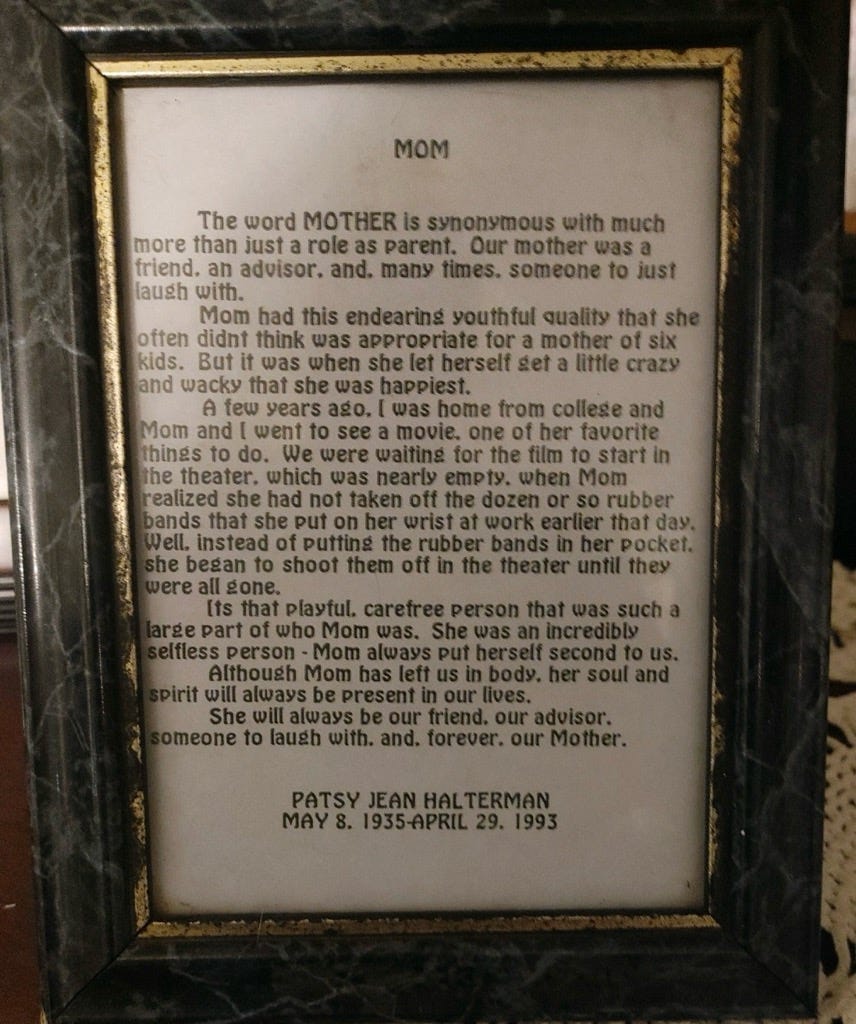 MOM
The word MOTHER is synonymous with much
more than just a role as parent. Our mother was a
friend, an advisor, and, many times, someone to just
laugh with.
Mom had this endearing youthful quality that she
often didnt think was appropriate for a mother of six
kids. But it was when she let herself get a little crazy
and wacky that she was happiest.
A few years ago, I was home from college and
Mom and I went to see a movie, one of her favorite
things to do. We were waiting for the film to start in
the theater, which was nearly empty, when Mom
realized she had not taken off the dozen or so rubber
bands that she put on her wrist at work earlier that day.
Well, instead of putting the rubber bands in her pocket,
she began to shoot them off in the theater until they
were all gone.
Its that playful, carefree person that was such a
large part of who Mom was. She was an incredibly
selfless person - Mom always put herself second to us.
Although Mom has left us in body, her soul and
spirit will always be present in our lives.
She will always be our friend, our advisor,
someone to laugh with, and, forever, our Mother.
PATSY JEAN HALTERMAN
MAY 8, 1935-APRIL 29, 1993